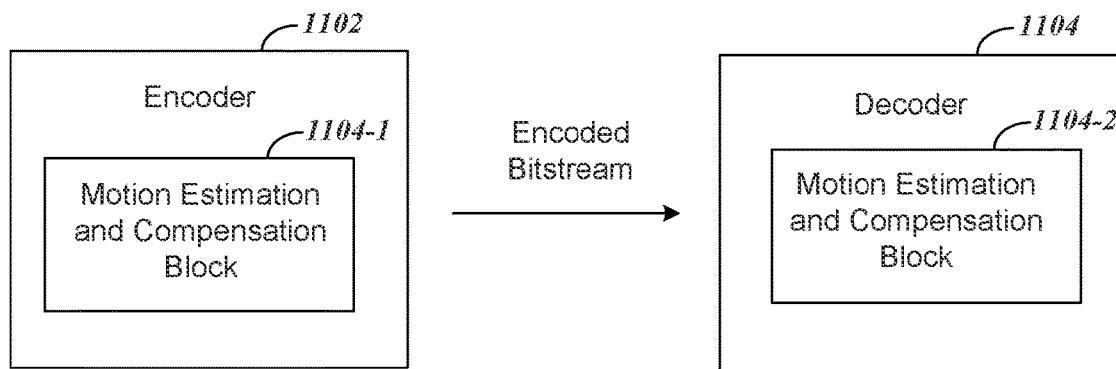 1102
Encoder
1104-1
Motion Estimation
and Compensation
Block
Encoded
Bitstream
1104
Decoder
1104-2
Motion Estimation
and Compensation
Block